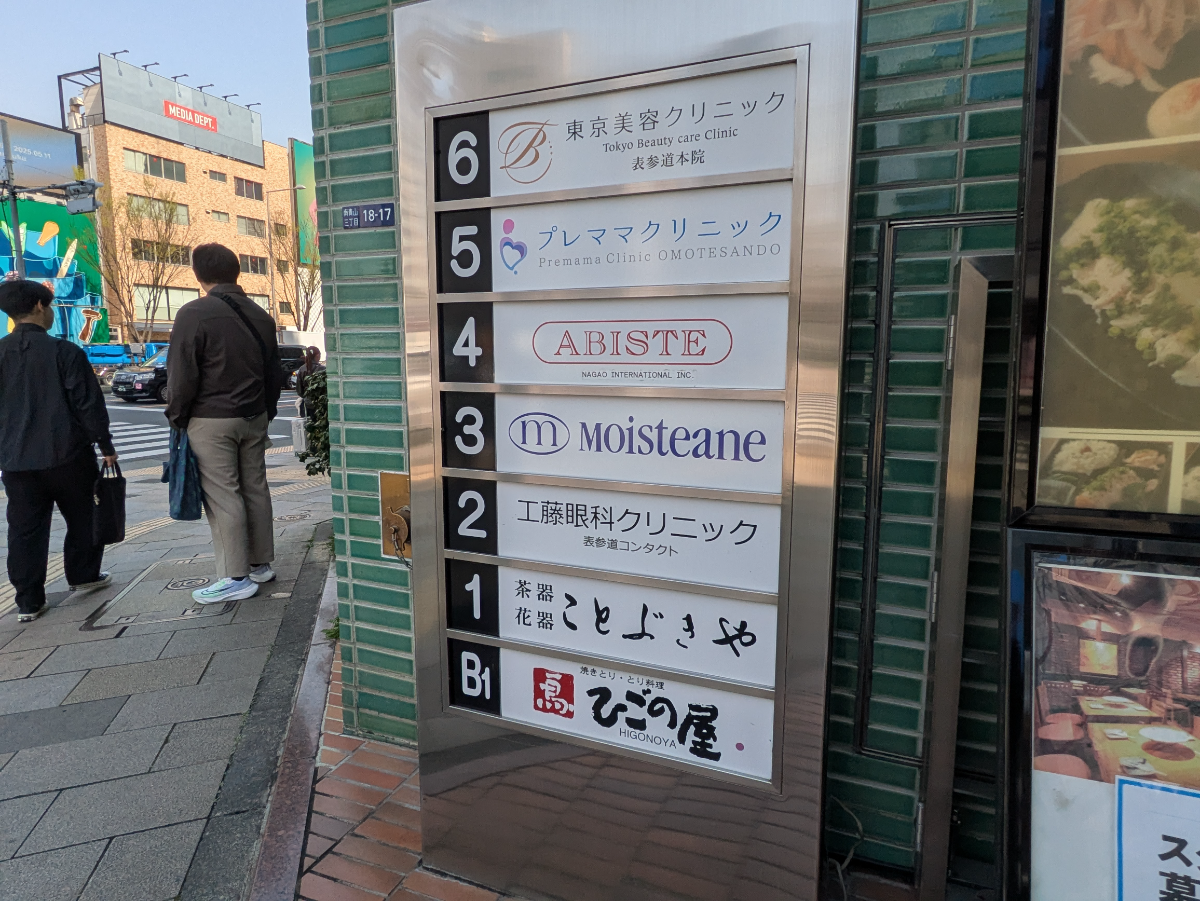 MEDIA DEPT.
南青山
三丁目
18-17
6
B
東京美容クリニック
Tokyo Beauty care Clinic
表参道本院
5
プレママクリニック
Premama Clinic OMOTESANDO
4
ABISTE
NAGAO INTERNATIONAL INC.
3
m MOisteane
2
工藤眼科クリニック
表参道コンタクト
1
茶器
花器
ことぶきや
B1
焼きとり・とり料理
ひごの屋
HIGONOYA
スタ
募